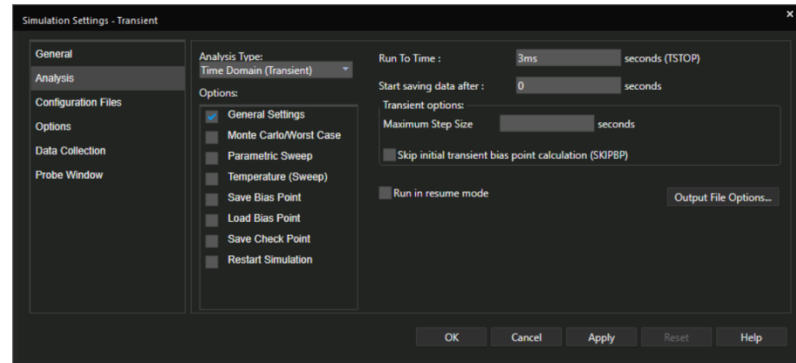 Simulation Settings - Transient
×
General
Analysis
Configuration Files
Options
Data Collection
Probe Window
Analysis Type:
Time Domain (Transient)
Options:
General Settings
Monte Carlo/Worst Case
Parametric Sweep
Temperature (Sweep)
Save Bias Point
Load Bias Point
Save Check Point
Restart Simulation
Run To Time : 3ms seconds (TSTOP)
Start saving data after : 0 seconds
Transient options:
Maximum Step Size seconds
Skip initial transient bias point calculation (SKIPBP)
Run in resume mode
Output File Options...
OK Cancel Apply Reset Help